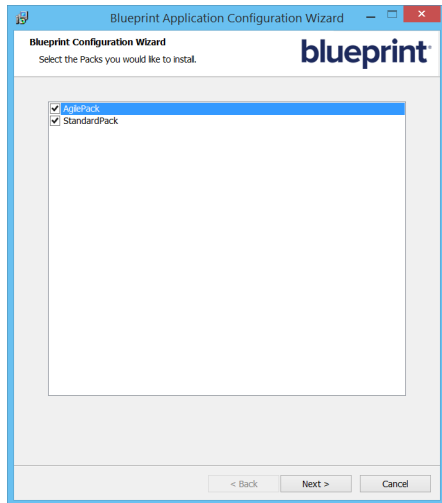 Blueprint Application Configuration Wizard
Blueprint Configuration Wizard
Select the Packs you would like to install.
blueprint
AgilePack
StandardPack
< Back
Next >
Cancel